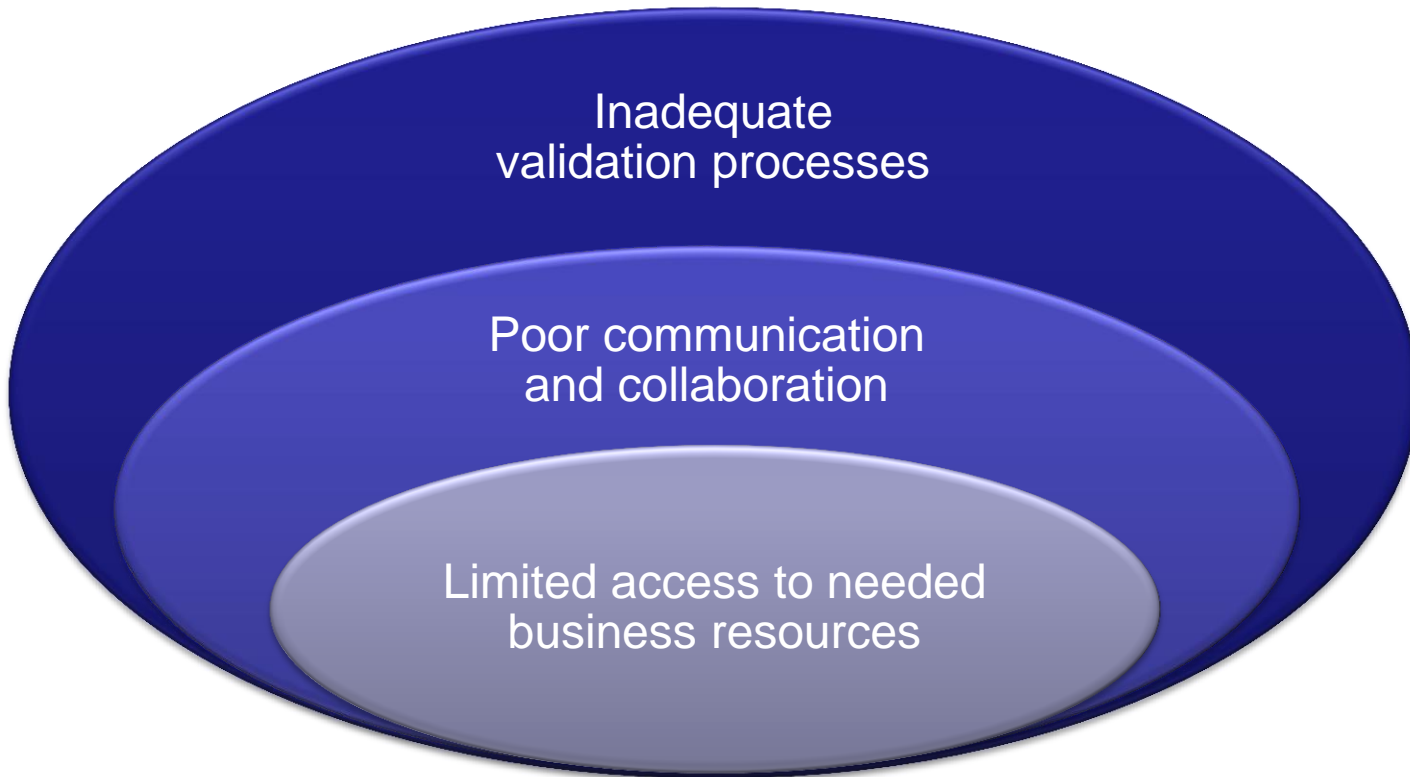 Inadequate
validation processes
Poor communication
and collaboration
Limited access to needed
business resources